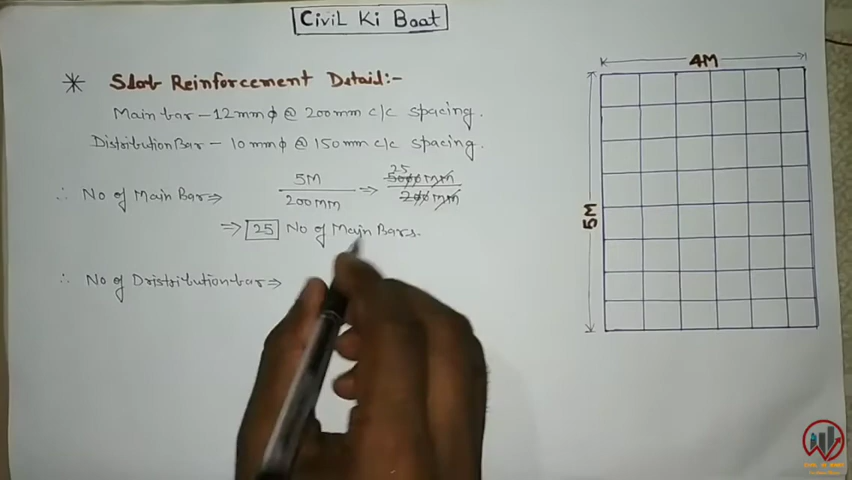 CiviL Ki Baat
* Slab Reinforcement Detail:-
Main bar - 12mmϕ @ 200mm c/c spacing.
Distribution Bar - 10mmϕ @ 150mm c/c spacing.
∴ No of Main Bar ⇒ 5M / 200mm ⇒ 5000mm / 200mm 25
⇒ 25 No of Main Bars.
∴ No of Dristribution-bar ⇒
4M
5M